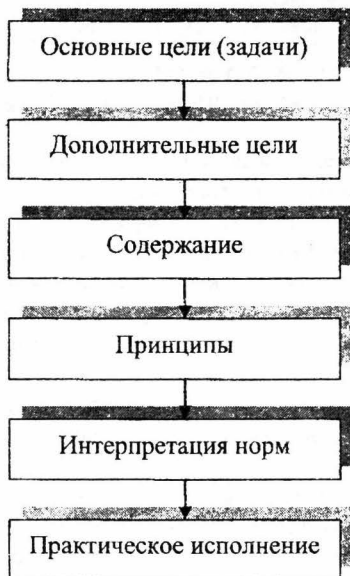 Основные цели (задачи)
Дополнительные цели
Содержание
Принципы
Интерпретация норм
Практическое исполнение